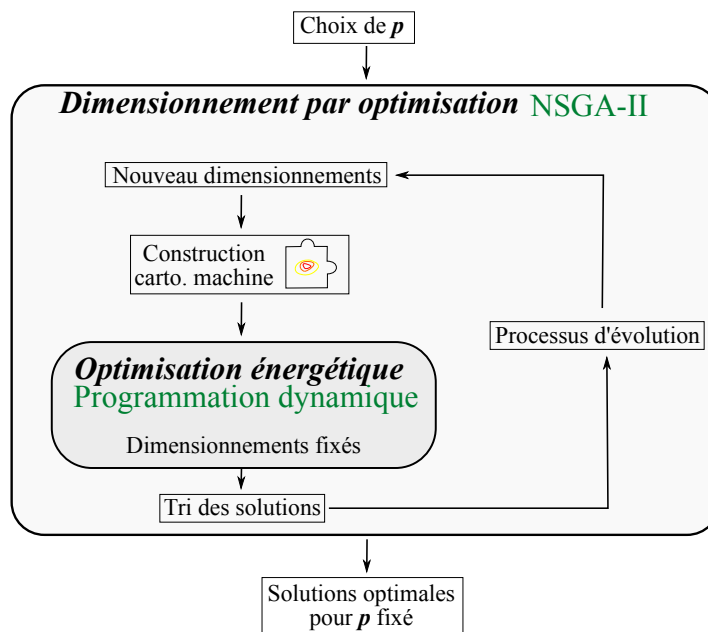 Choix de p
Dimensionnement par optimisation NSGA-II
Nouveau dimensionnements
Construction
carto. machine
Optimisation énergétique
Programmation dynamique
Dimensionnements fixés
Processus d'évolution
Tri des solutions
Solutions optimales
pour p fixé